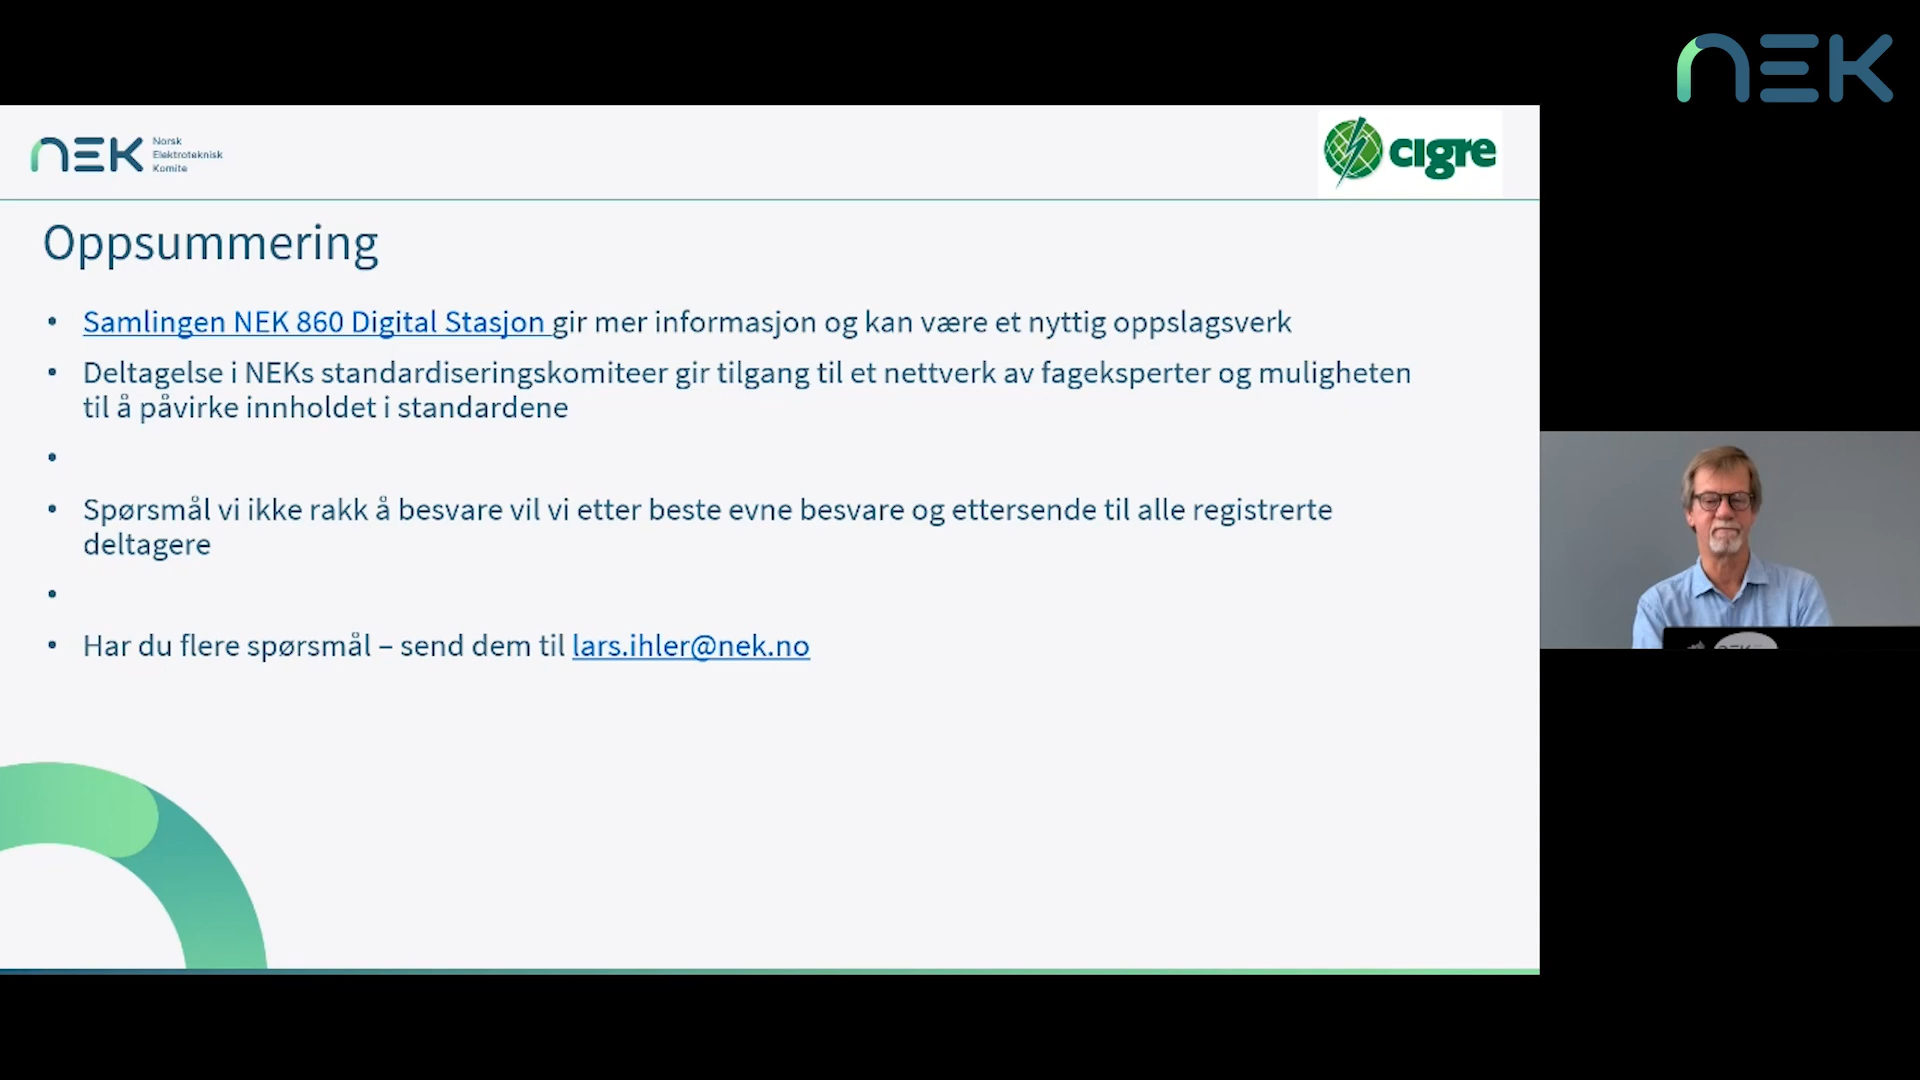 NEK
NEK
Norsk
Elektroteknisk
Komite
cigre
Oppsummering
• Samlingen NEK 860 Digital Stasjon gir mer informasjon og kan være et nyttig oppslagsverk
• Deltagelse i NEKs standardiseringskomiteer gir tilgang til et nettverk av fageksperter og muligheten
til å påvirke innholdet i standardene
•
• Spørsmål vi ikke rakk å besvare vil vi etter beste evne besvare og ettersende til alle registrerte
deltagere
•
• Har du flere spørsmål – send dem til lars.ihler@nek.no